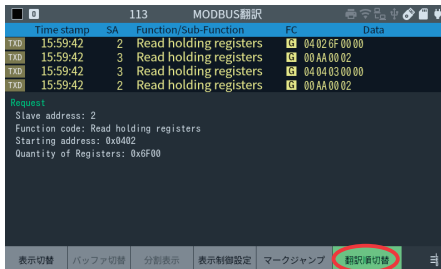 0 113 MODBUS翻訳
Time stamp SA Function/Sub-Function FC Data
TXD 15:59:42 2 Read holding registers G 04 02 6F 00 00
TXD 15:59:42 3 Read holding registers G 00 AA 00 02
TXD 15:59:42 2 Read holding registers G 04 04 03 00 00
TXD 15:59:42 3 Read holding registers G 00 AA 00 02
Request
Slave address: 2
Function code: Read holding registers
Starting address: 0x0402
Quantity of Registers: 0x6F00
表示切替 バッファ切替 分割表示 表示制御設定 マークジャンプ 翻訳順切替